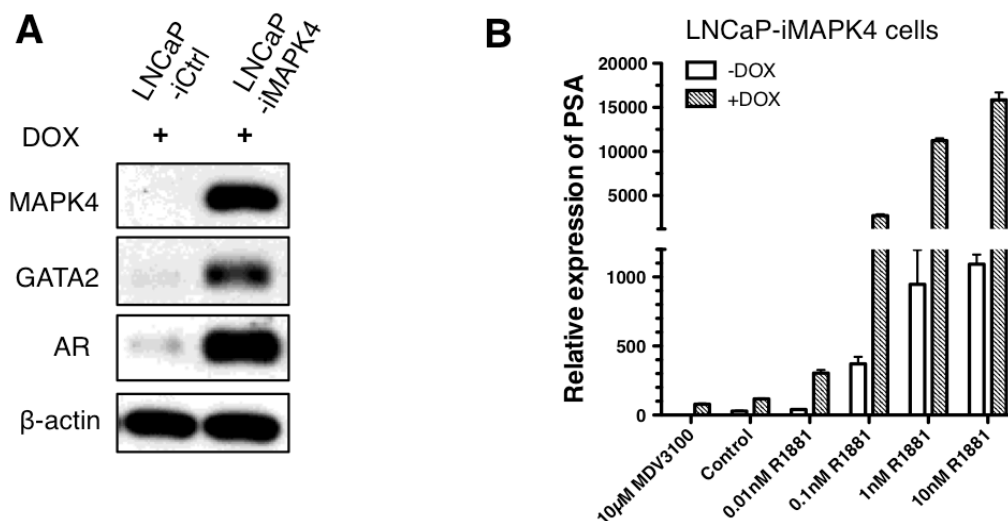 A
LNCaP
-iCtrl
LNCaP
-iMAPK4
DOX + +
MAPK4
GATA2
AR
β-actin
B
LNCaP-iMAPK4 cells
Relative expression of PSA
20000
15000
10000
5000
1000
500
0
-DOX
+DOX
10µM MDV3100
Control
0.01nM R1881
0.1nM R1881
1nM R1881
10nM R1881